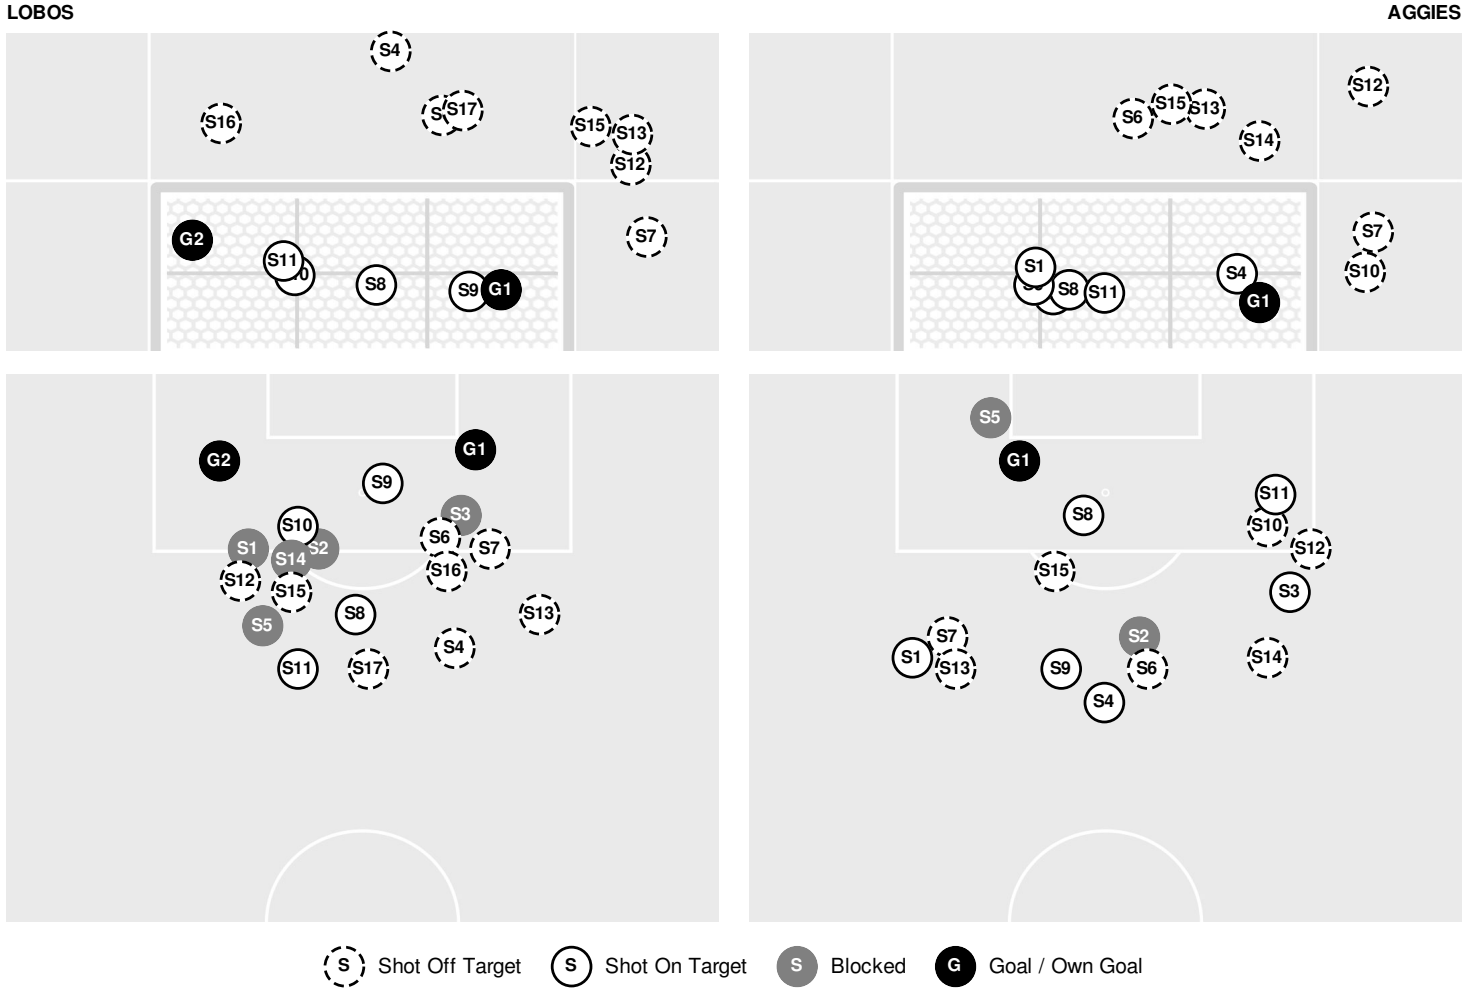 LOBOS AGGIES
S4
S17
S16
S15
S13
S12
G2
S7
S11
S8
S9
G1
S12
S15
S13
S6
S14
S7
S1
S4
S10
S8
S11
G1
G1
G2
S9
S3
S10
S6
S1
S2
S7
S14
S16
S12
S15
S8
S13
S5
S4
S11
S17
S5
G1
S11
S8
S10
S12
S15
S3
S7
S2
S1
S14
S13
S9
S6
S4
S Shot Off Target S Shot On Target S Blocked G Goal / Own Goal